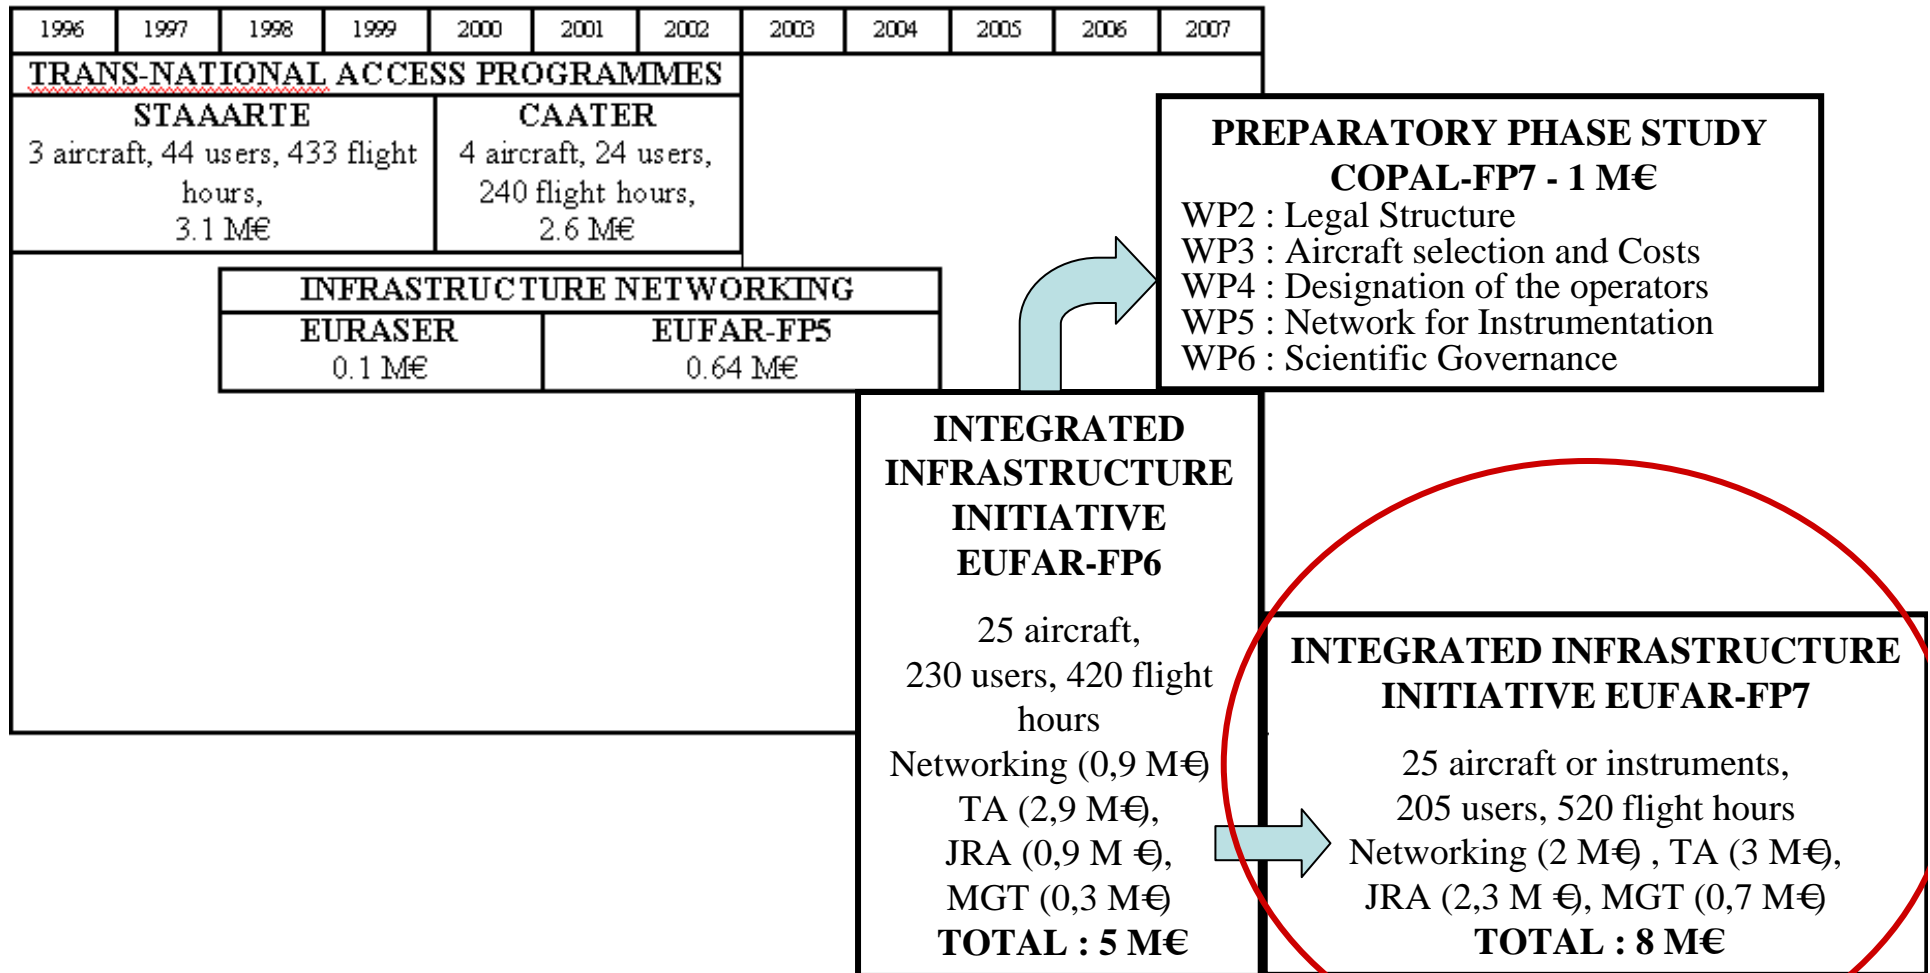 1996 1997 1998 1999 2000 2001 2002 2003 2004 2005 2006 2007
TRANS-NATIONAL ACCESS PROGRAMMES
STAAARTE
3 aircraft, 44 users, 433 flight
hours,
3.1 M€
CAATER
4 aircraft, 24 users,
240 flight hours,
2.6 M€
INFRASTRUCTURE NETWORKING
EURASER
0.1 M€
EUFAR-FP5
0.64 M€
PREPARATORY PHASE STUDY
COPAL-FP7 - 1 M€
WP2 : Legal Structure
WP3 : Aircraft selection and Costs
WP4 : Designation of the operators
WP5 : Network for Instrumentation
WP6 : Scientific Governance
INTEGRATED
INFRASTRUCTURE
INITIATIVE
EUFAR-FP6
25 aircraft,
230 users, 420 flight
hours
Networking (0,9 M€)
TA (2,9 M€),
JRA (0,9 M €),
MGT (0,3 M€)
TOTAL : 5 M€
INTEGRATED INFRASTRUCTURE
INITIATIVE EUFAR-FP7
25 aircraft or instruments,
205 users, 520 flight hours
Networking (2 M€) , TA (3 M€),
JRA (2,3 M €), MGT (0,7 M€)
TOTAL : 8 M€